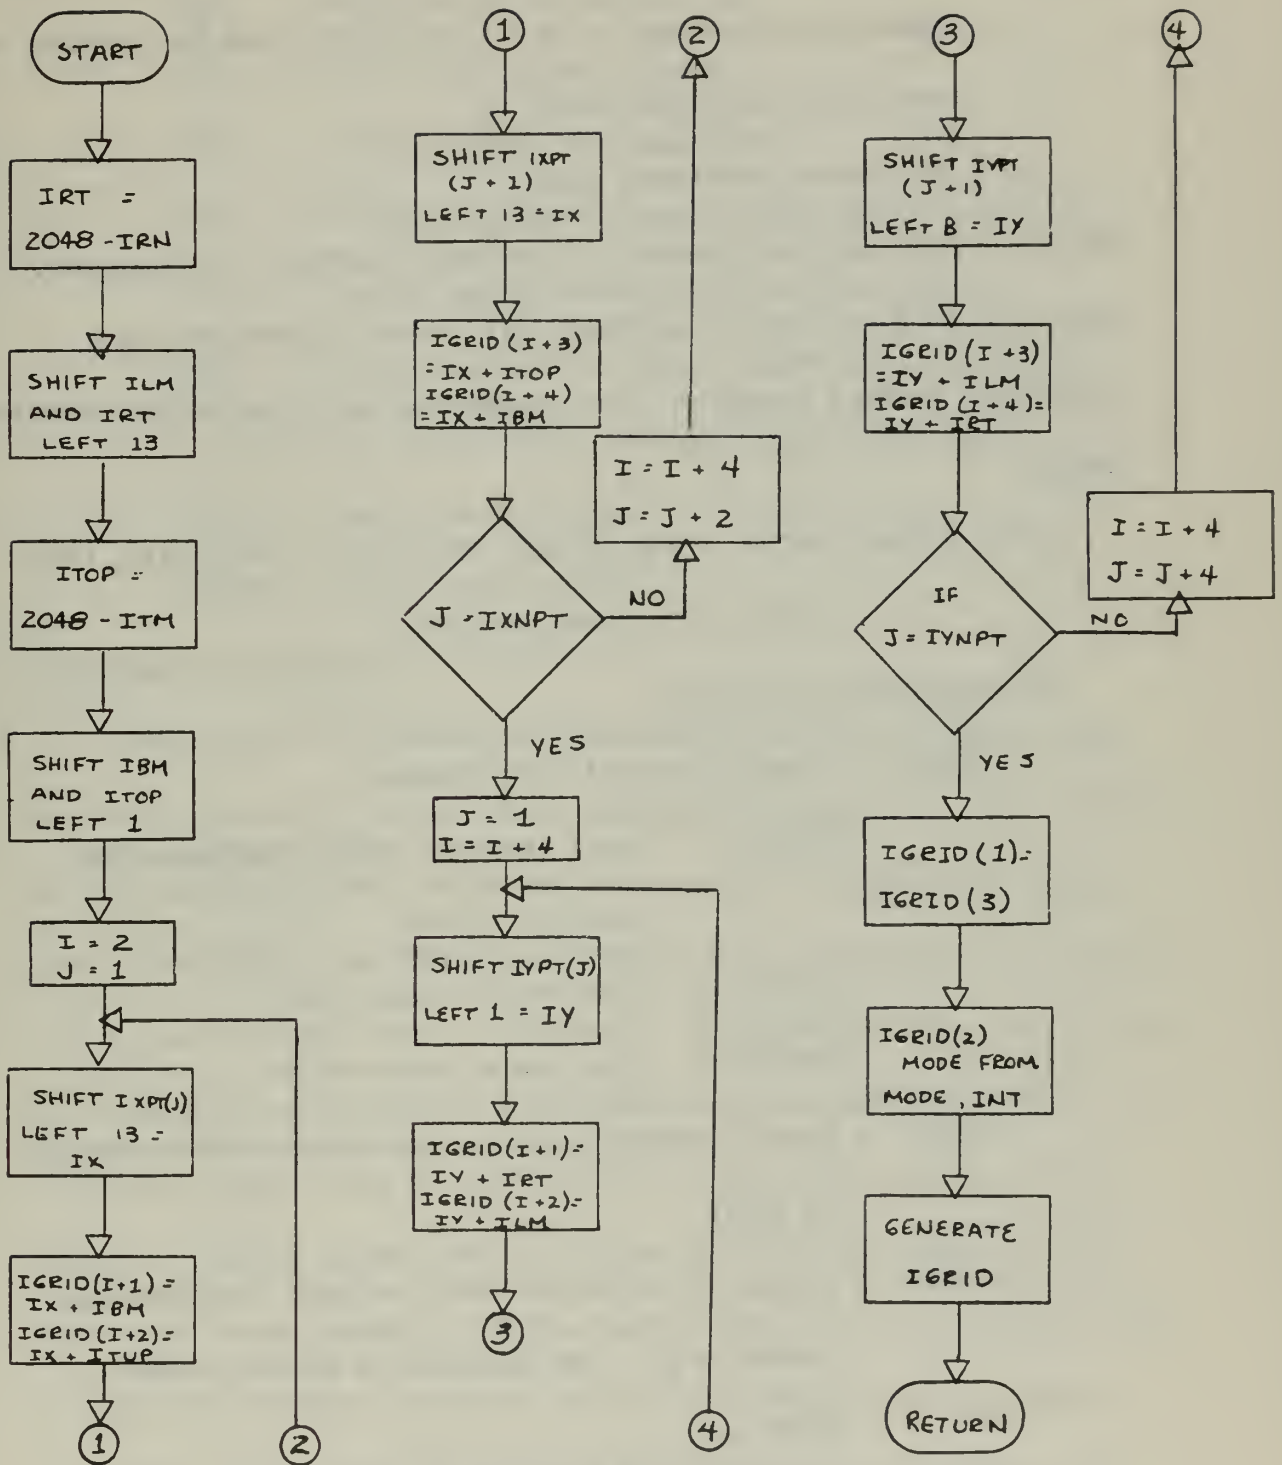 START
IRT =
2048 - IRN
SHIFT ILM
AND IRT
LEFT 13
ITOP =
2048 - ITM
SHIFT IBM
AND ITOP
LEFT 1
I = 2
J = 1
SHIFT IXPT(J)
LEFT 13 =
IX
IGRID(I+1) =
IX + IBM
IGRID(I+2) =
IX + ITUP
1
2
1
SHIFT IXPT
(J + 1)
LEFT 13 = IX
IGRID(I+3)
= IX + ITOP
IGRID(I+4)
= IX + IBM
J = IXNPT
NO
I = I + 4
J = J + 2
2
YES
J = 1
I = I + 4
SHIFT IYPT(J)
LEFT 1 = IY
IGRID(I+1) =
IY + IRT
IGRID(I+2) =
IY + ILM
3
4
3
SHIFT IYPT
(J+1)
LEFT B = IY
IGRID(I+3)
= IY + ILM
IGRID(I+4) =
IY + IRT
IF
J = IYNPT
NO
I = I + 4
J = J + 4
4
YES
IGRID(1) =
IGRID(3)
IGRID(2)
MODE FROM
MODE, INT
GENERATE
IGRID
RETURN